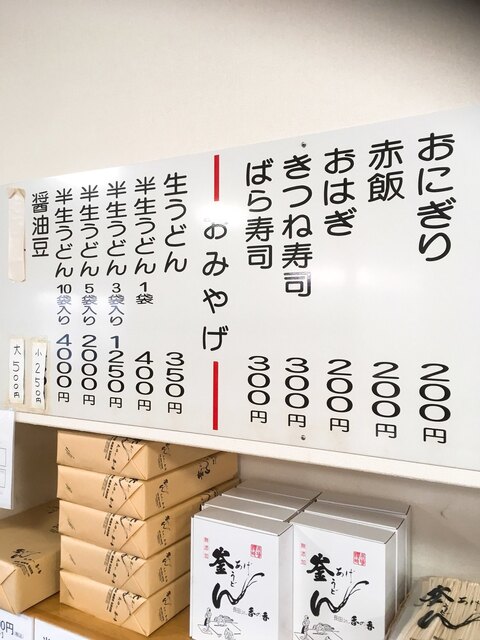 おにぎり 200円
赤飯 200円
おはぎ 200円
きつね寿司 300円
ばら寿司 300円
おみやげ
生うどん 350円
半生うどん 1袋 400円
半生うどん 3袋入り 1250円
半生うどん 5袋入り 2000円
半生うどん 10袋入り 4000円
醤油豆
小 250円
大 500円
無添加
釜あげうどん
無添加
釜あげうどん